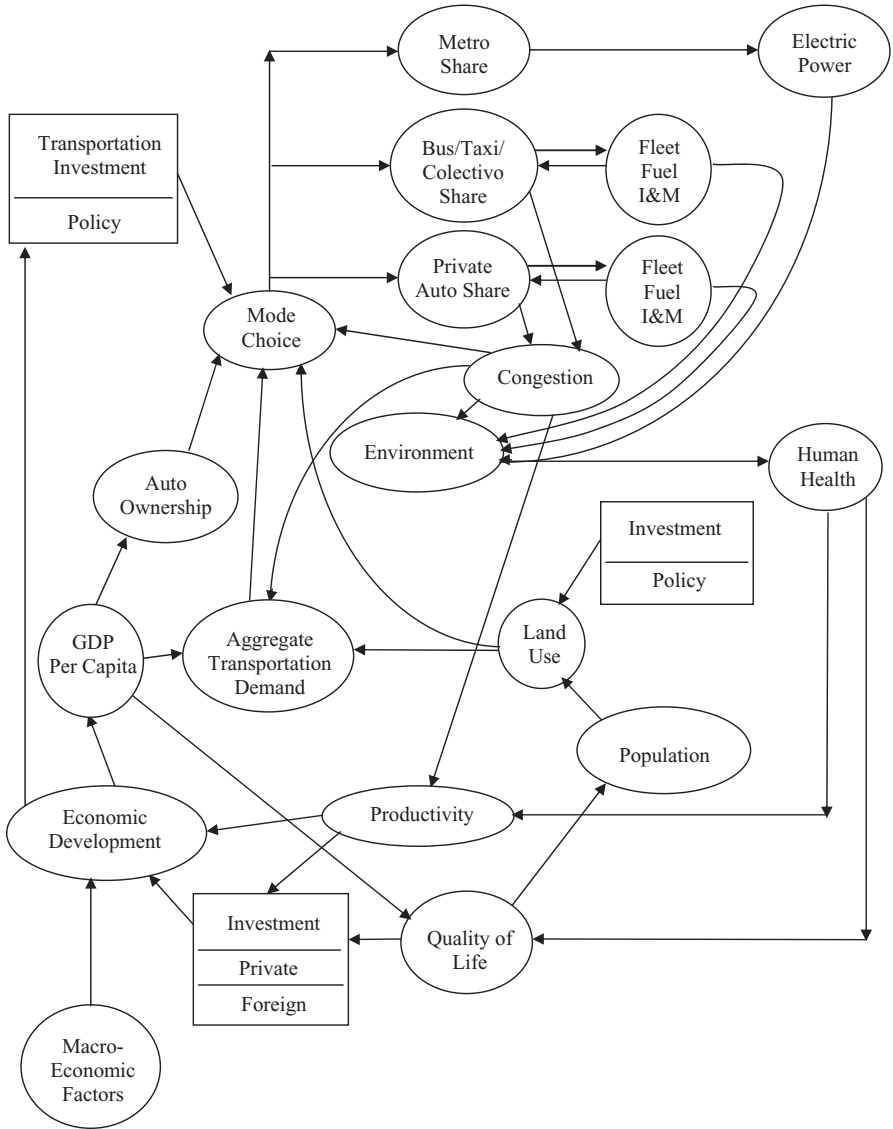 Metro
Share
Electric
Power
Transportation
Investment
Policy
Bus/Taxi/
Colectivo
Share
Fleet
Fuel
I&M
Private
Auto Share
Fleet
Fuel
I&M
Mode
Choice
Congestion
Environment
Human
Health
Auto
Ownership
Investment
Policy
GDP
Per Capita
Aggregate
Transportation
Demand
Land
Use
Population
Economic
Development
Productivity
Investment
Private
Foreign
Quality of
Life
Macro-
Economic
Factors